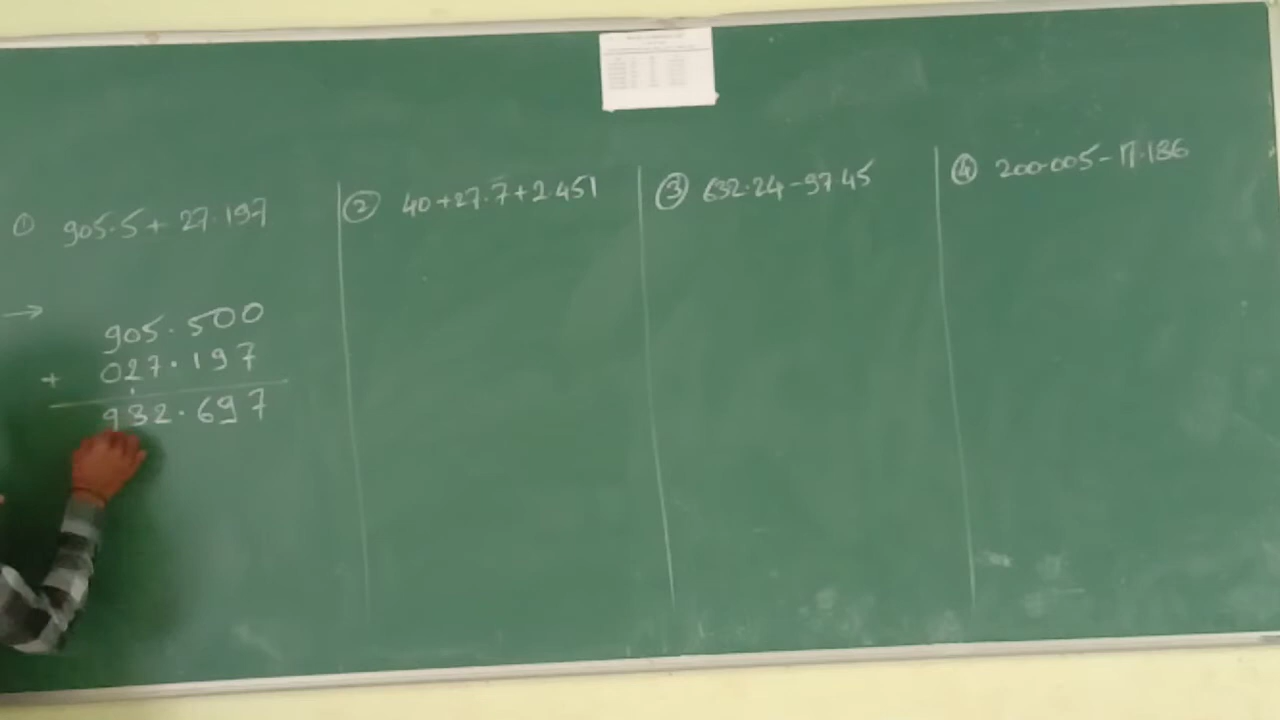 ① 905.5 + 27.197
→ 905.500
+ 027.197
1
932.697
② 40 + 27.7 + 2.451
③ 632.24 - 97.45
④ 200.005 - 17.186